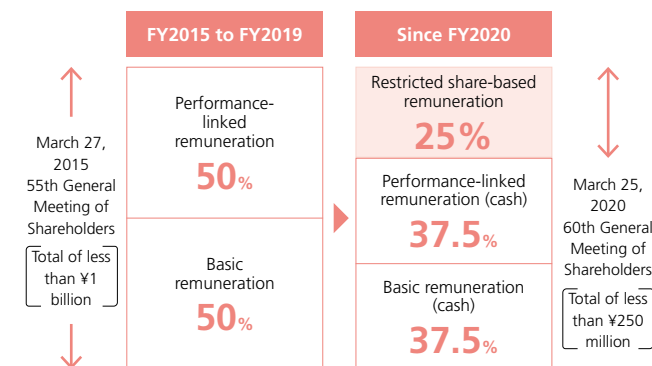 FY2015 to FY2019
Since FY2020
March 27,
2015
55th General
Meeting of
Shareholders
Total of less
than ¥1
billion
Performance-
linked
remuneration
50%
Basic
remuneration
50%
Restricted share-based
remuneration
25%
Performance-linked
remuneration (cash)
37.5%
Basic remuneration
(cash)
37.5%
March 25,
2020
60th General
Meeting of
Shareholders
Total of less
than ¥250
million